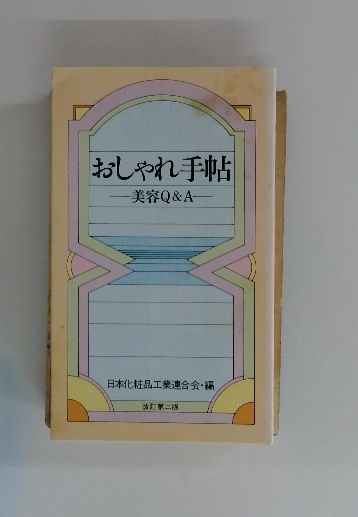 おしゃれ手帖
―美容Q&A―
日本化粧品工業連合会・編
改訂第二版